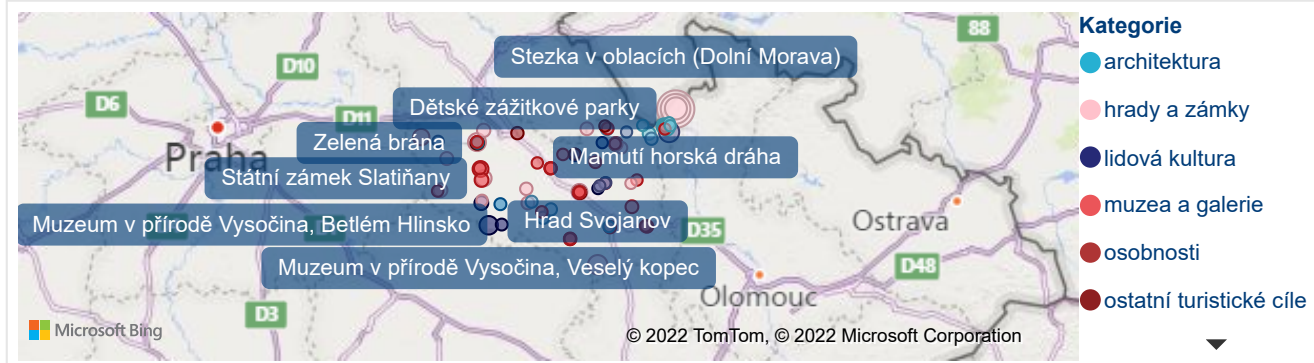 Kategorie
architektura
hrady a zámky
lidová kultura
muzea a galerie
osobnosti
ostatní turistické cíle
88
Stezka v oblacích (Dolní Morava)
D10
D6
Dětské zážitkové parky
D11
Zelená brána
Praha
Mamutí horská dráha
Státní zámek Slatiňany
Muzeum v přírodě Vysočina, Betlém Hlinsko
Hrad Svojanov
D35
Ostrava
Muzeum v přírodě Vysočina, Veselý kopec
D48
Olomouc
D3
Microsoft Bing
© 2022 TomTom, © 2022 Microsoft Corporation